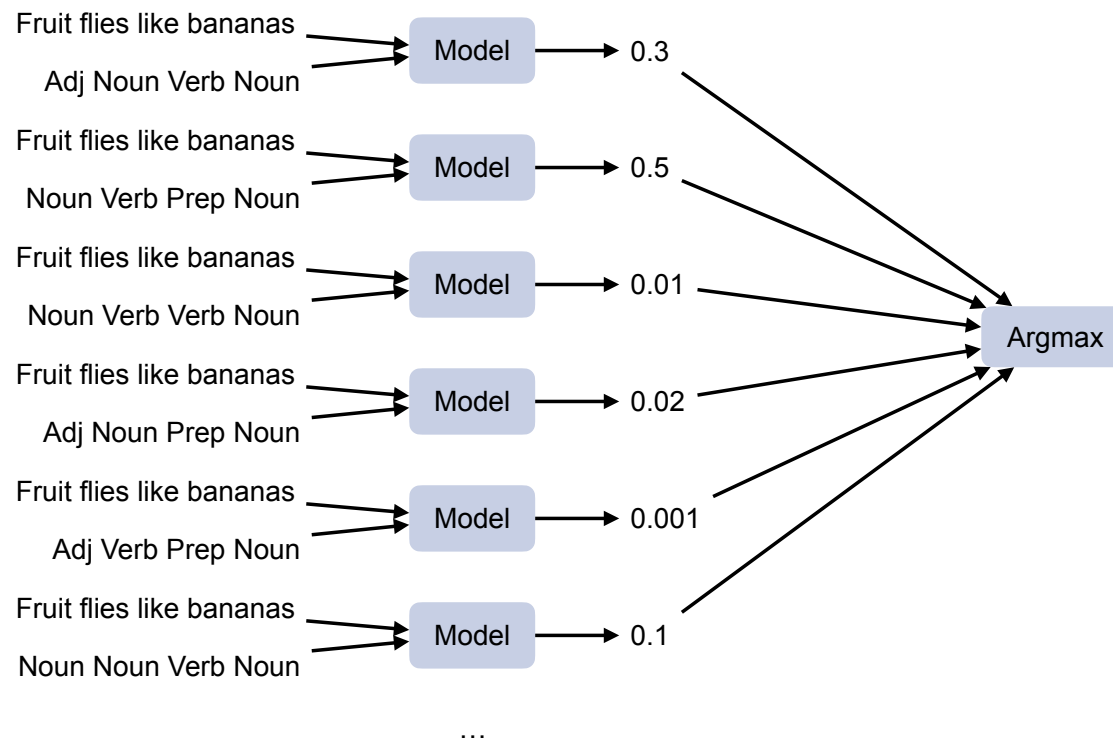 Fruit flies like bananas
Adj Noun Verb Noun
Model
0.3
Fruit flies like bananas
Noun Verb Prep Noun
Model
0.5
Fruit flies like bananas
Noun Verb Verb Noun
Model
0.01
Argmax
Fruit flies like bananas
Adj Noun Prep Noun
Model
0.02
Fruit flies like bananas
Adj Verb Prep Noun
Model
0.001
Fruit flies like bananas
Noun Noun Verb Noun
Model
0.1
...